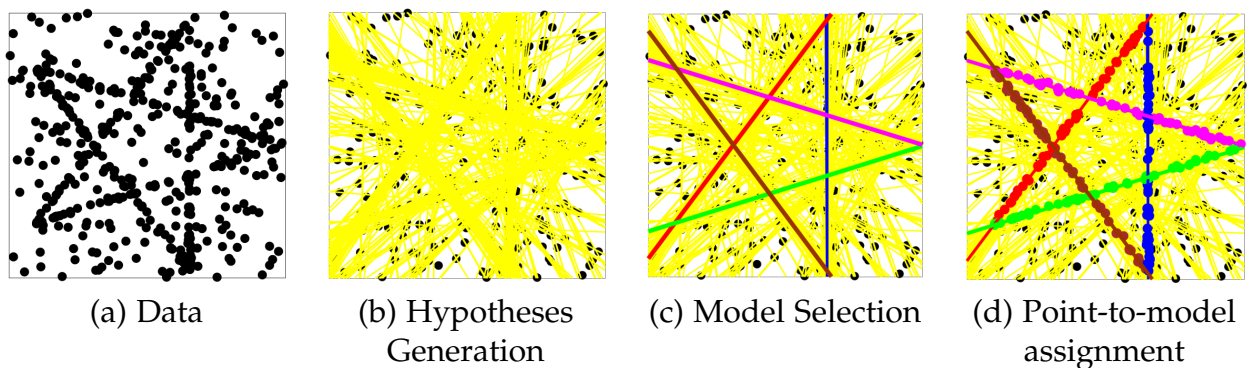 (a) Data
(b) Hypotheses
Generation
(c) Model Selection
(d) Point-to-model
assignment